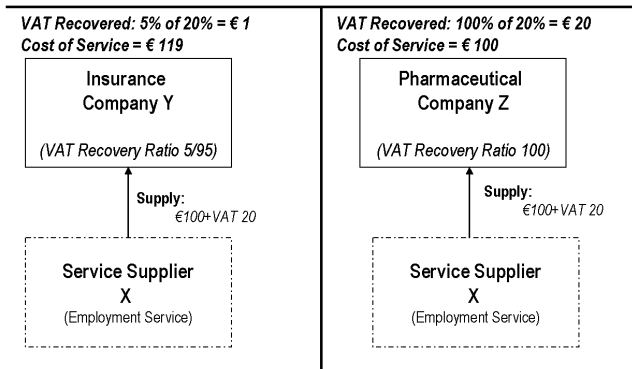 VAT Recovered: 5% of 20% = € 1
Cost of Service = € 119
Insurance
Company Y
(VAT Recovery Ratio 5/95)
Supply:
€100+VAT 20
Service Supplier
X
(Employment Service)
VAT Recovered: 100% of 20% = € 20
Cost of Service = € 100
Pharmaceutical
Company Z
(VAT Recovery Ratio 100)
Supply:
€100+VAT 20
Service Supplier
X
(Employment Service)